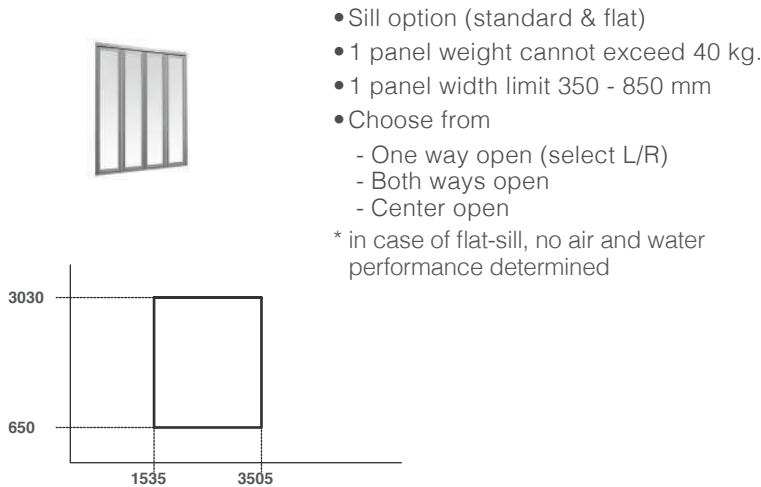 •Sill option (standard & flat)
•1 panel weight cannot exceed 40 kg.
•1 panel width limit 350 - 850 mm
•Choose from
- One way open (select L/R)
- Both ways open
- Center open
* in case of flat-sill, no air and water
performance determined
3030
650
1535 3505